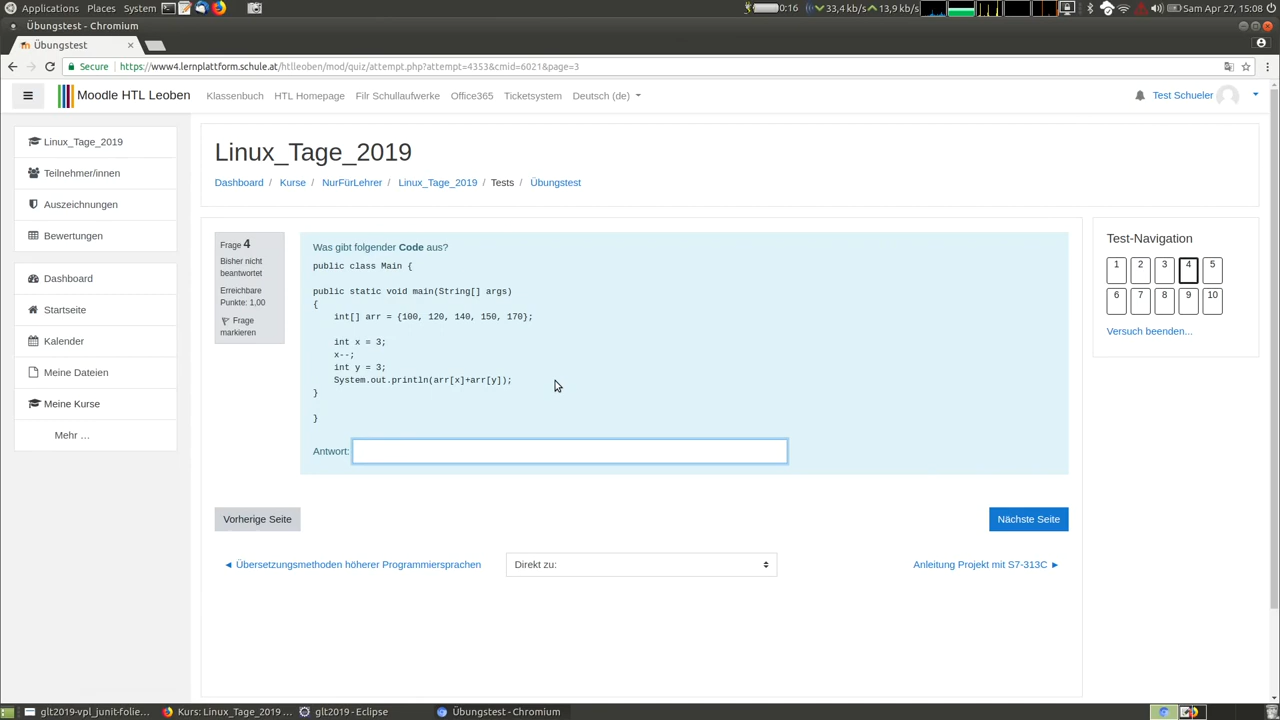 Applications Places System 0:16 33,4 kb/s 13,9 kb/s Sam Apr 27, 15:08
Übungstest - Chromium
Übungstest
Secure https://www4.lernplattform.schule.at/htlleoben/mod/quiz/attempt.php?attempt=4353&cmid=6021&page=3
Moodle HTL Leoben Klassenbuch HTL Homepage Filr Schullaufwerke Office365 Ticketsystem Deutsch (de) Test Schueler
Linux_Tage_2019
Teilnehmer/innen
Auszeichnungen
Bewertungen
Dashboard
Startseite
Kalender
Meine Dateien
Meine Kurse
Mehr …
Linux_Tage_2019
Dashboard / Kurse / NurFürLehrer / Linux_Tage_2019 / Tests / Übungstest
Frage 4
Bisher nicht
beantwortet
Erreichbare
Punkte: 1,00
Frage
markieren
Was gibt folgender Code aus?
public class Main {
public static void main(String[] args)
{
int[] arr = {100, 120, 140, 150, 170};
int x = 3;
x--;
int y = 3;
System.out.println(arr[x]+arr[y]);
}
}
Antwort:
Vorherige Seite
Nächste Seite
◄ Übersetzungsmethoden höherer Programmiersprachen
Direkt zu:
Anleitung Projekt mit S7-313C ►
Test-Navigation
1 2 3 4 5
6 7 8 9 10
Versuch beenden...
glt2019-vpl_junit-folie... Kurs: Linux_Tage_2019 ... glt2019 - Eclipse Übungstest - Chromium